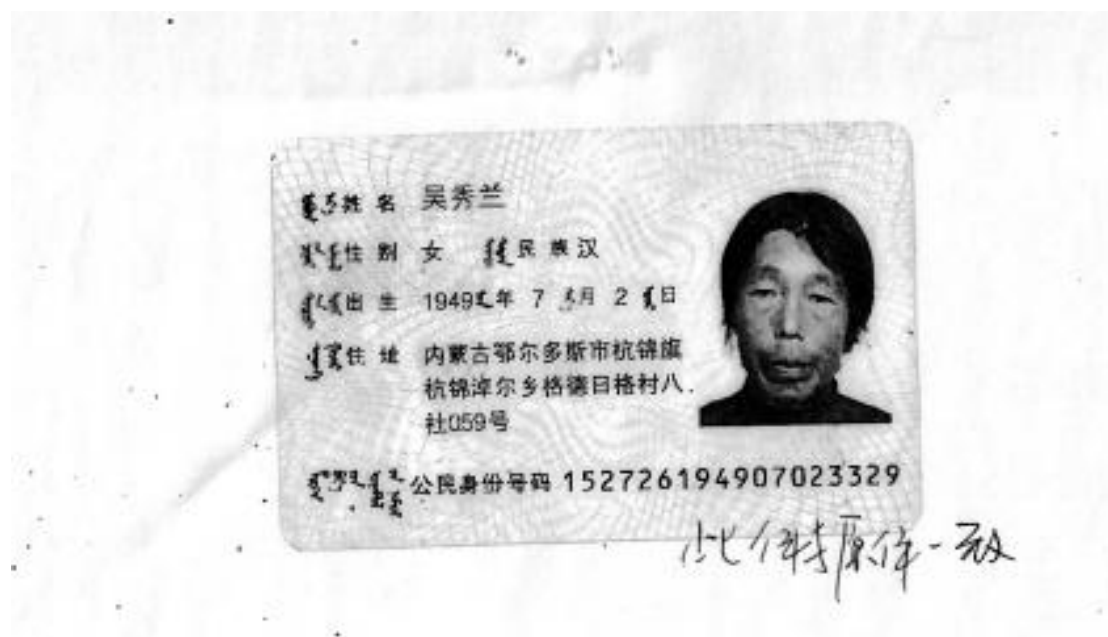 姓名 吴秀兰
性别 女 民族 汉
出生 1949年 7 月 2 日
住址 内蒙古鄂尔多斯市杭锦旗
杭锦淖尔乡格德日格村八
社059号
公民身份号码 152726194907023329
此件与原件一致